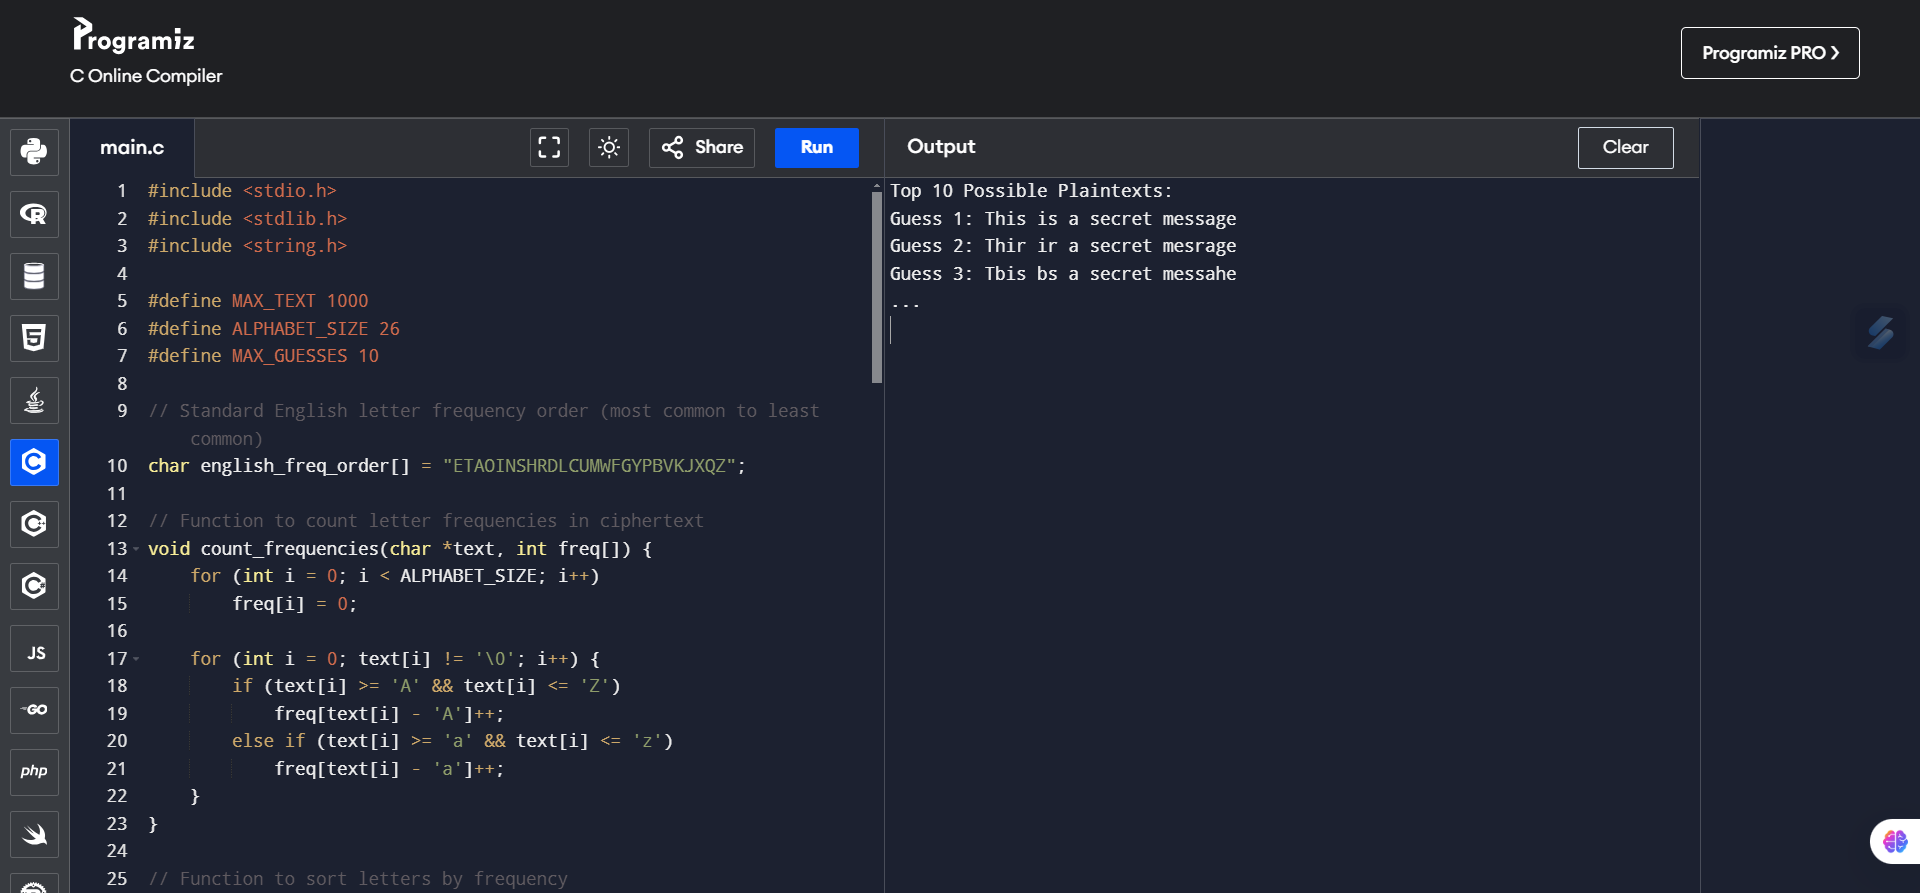 Programiz
C Online Compiler
Programiz PRO ❯
main.c
Share
Run
Output
Clear
1 #include <stdio.h>
2 #include <stdlib.h>
3 #include <string.h>
4
5 #define MAX_TEXT 1000
6 #define ALPHABET_SIZE 26
7 #define MAX_GUESSES 10
8
9 // Standard English letter frequency order (most common to least
common)
10 char english_freq_order[] = "ETAOINSHRDLCUMWFGYPBVKJXQZ";
11
12 // Function to count letter frequencies in ciphertext
13 void count_frequencies(char *text, int freq[]) {
14     for (int i = 0; i < ALPHABET_SIZE; i++)
15         freq[i] = 0;
16
17     for (int i = 0; text[i] != '\0'; i++) {
18         if (text[i] >= 'A' && text[i] <= 'Z')
19             freq[text[i] - 'A']++;
20         else if (text[i] >= 'a' && text[i] <= 'z')
21             freq[text[i] - 'a']++;
22     }
23 }
24
25 // Function to sort letters by frequency
Top 10 Possible Plaintexts:
Guess 1: This is a secret message
Guess 2: Thir ir a secret mesrage
Guess 3: Tbis bs a secret messahe
...
JS
GO
php